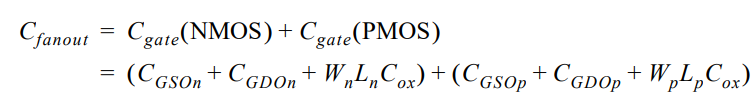 C_fanout = C_gate(NMOS) + C_gate(PMOS)
= (C_GSOn + C_GDOn + W_nL_nC_ox) + (C_GSOp + C_GDOp + W_pL_pC_ox)